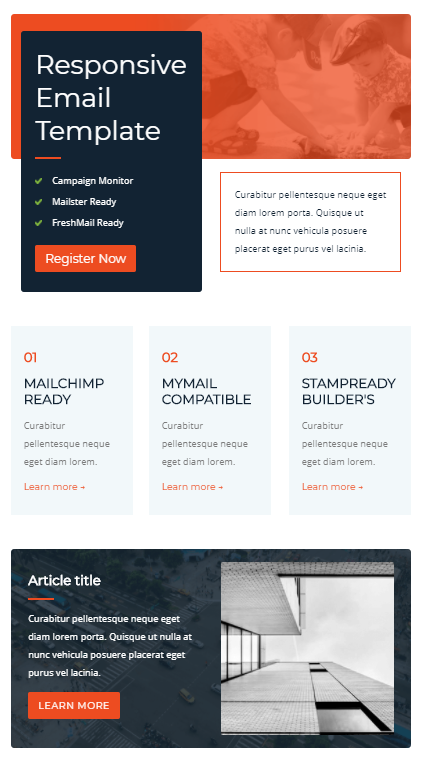 Responsive
Email
Template
Campaign Monitor
Mailster Ready
FreshMail Ready
Register Now
Curabitur pellentesque neque eget
diam lorem porta. Quisque ut
nulla at nunc vehicula posuere
placerat eget purus vel lacinia.
01
MAILCHIMP
READY
Curabitur
pellentesque neque
eget diam lorem.
Learn more →
02
MYMAIL
COMPATIBLE
Curabitur
pellentesque neque
eget diam lorem.
Learn more →
03
STAMPREADY
BUILDER'S
Curabitur
pellentesque neque
eget diam lorem.
Learn more →
Article title
Curabitur pellentesque neque eget
diam lorem porta. Quisque ut nulla at
nunc vehicula posuere placerat eget
purus vel lacinia.
LEARN MORE